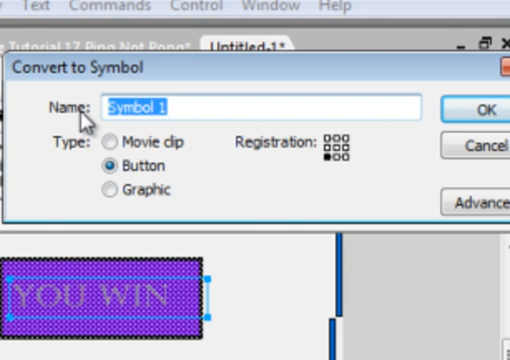 Text Commands Control Window Help
Tutorial 17 Ping Not Pong* Untitled-1*
Convert to Symbol
Name: Symbol 1 OK
Type: Movie clip Registration: Cancel
Button
Graphic Advance
YOU WIN